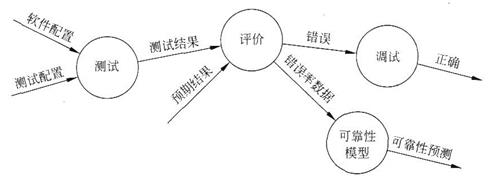 软件配置
测试配置
测试
测试结果
预期结果
评价
错误
调试
正确
错误率数据
可靠性
模型
可靠性预测